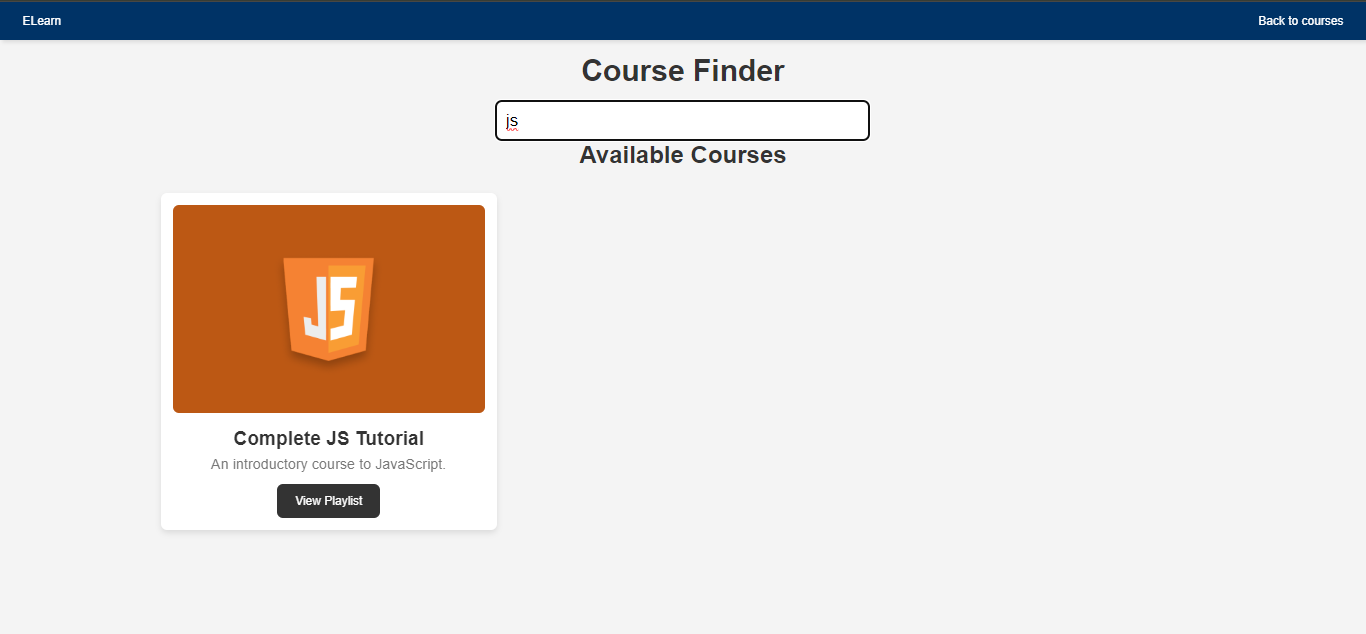 ELearn
Back to courses
Course Finder
js
Available Courses
JS
Complete JS Tutorial
An introductory course to JavaScript.
View Playlist